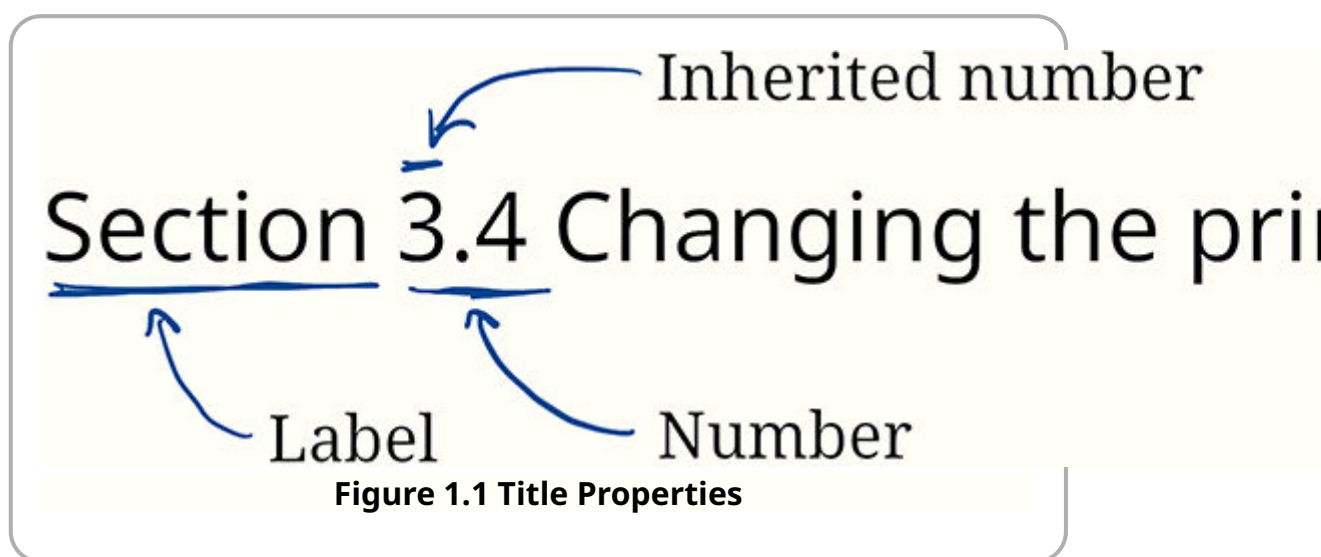 Inherited number
Section 3.4 Changing the pri
Label
Number
Figure 1.1 Title Properties